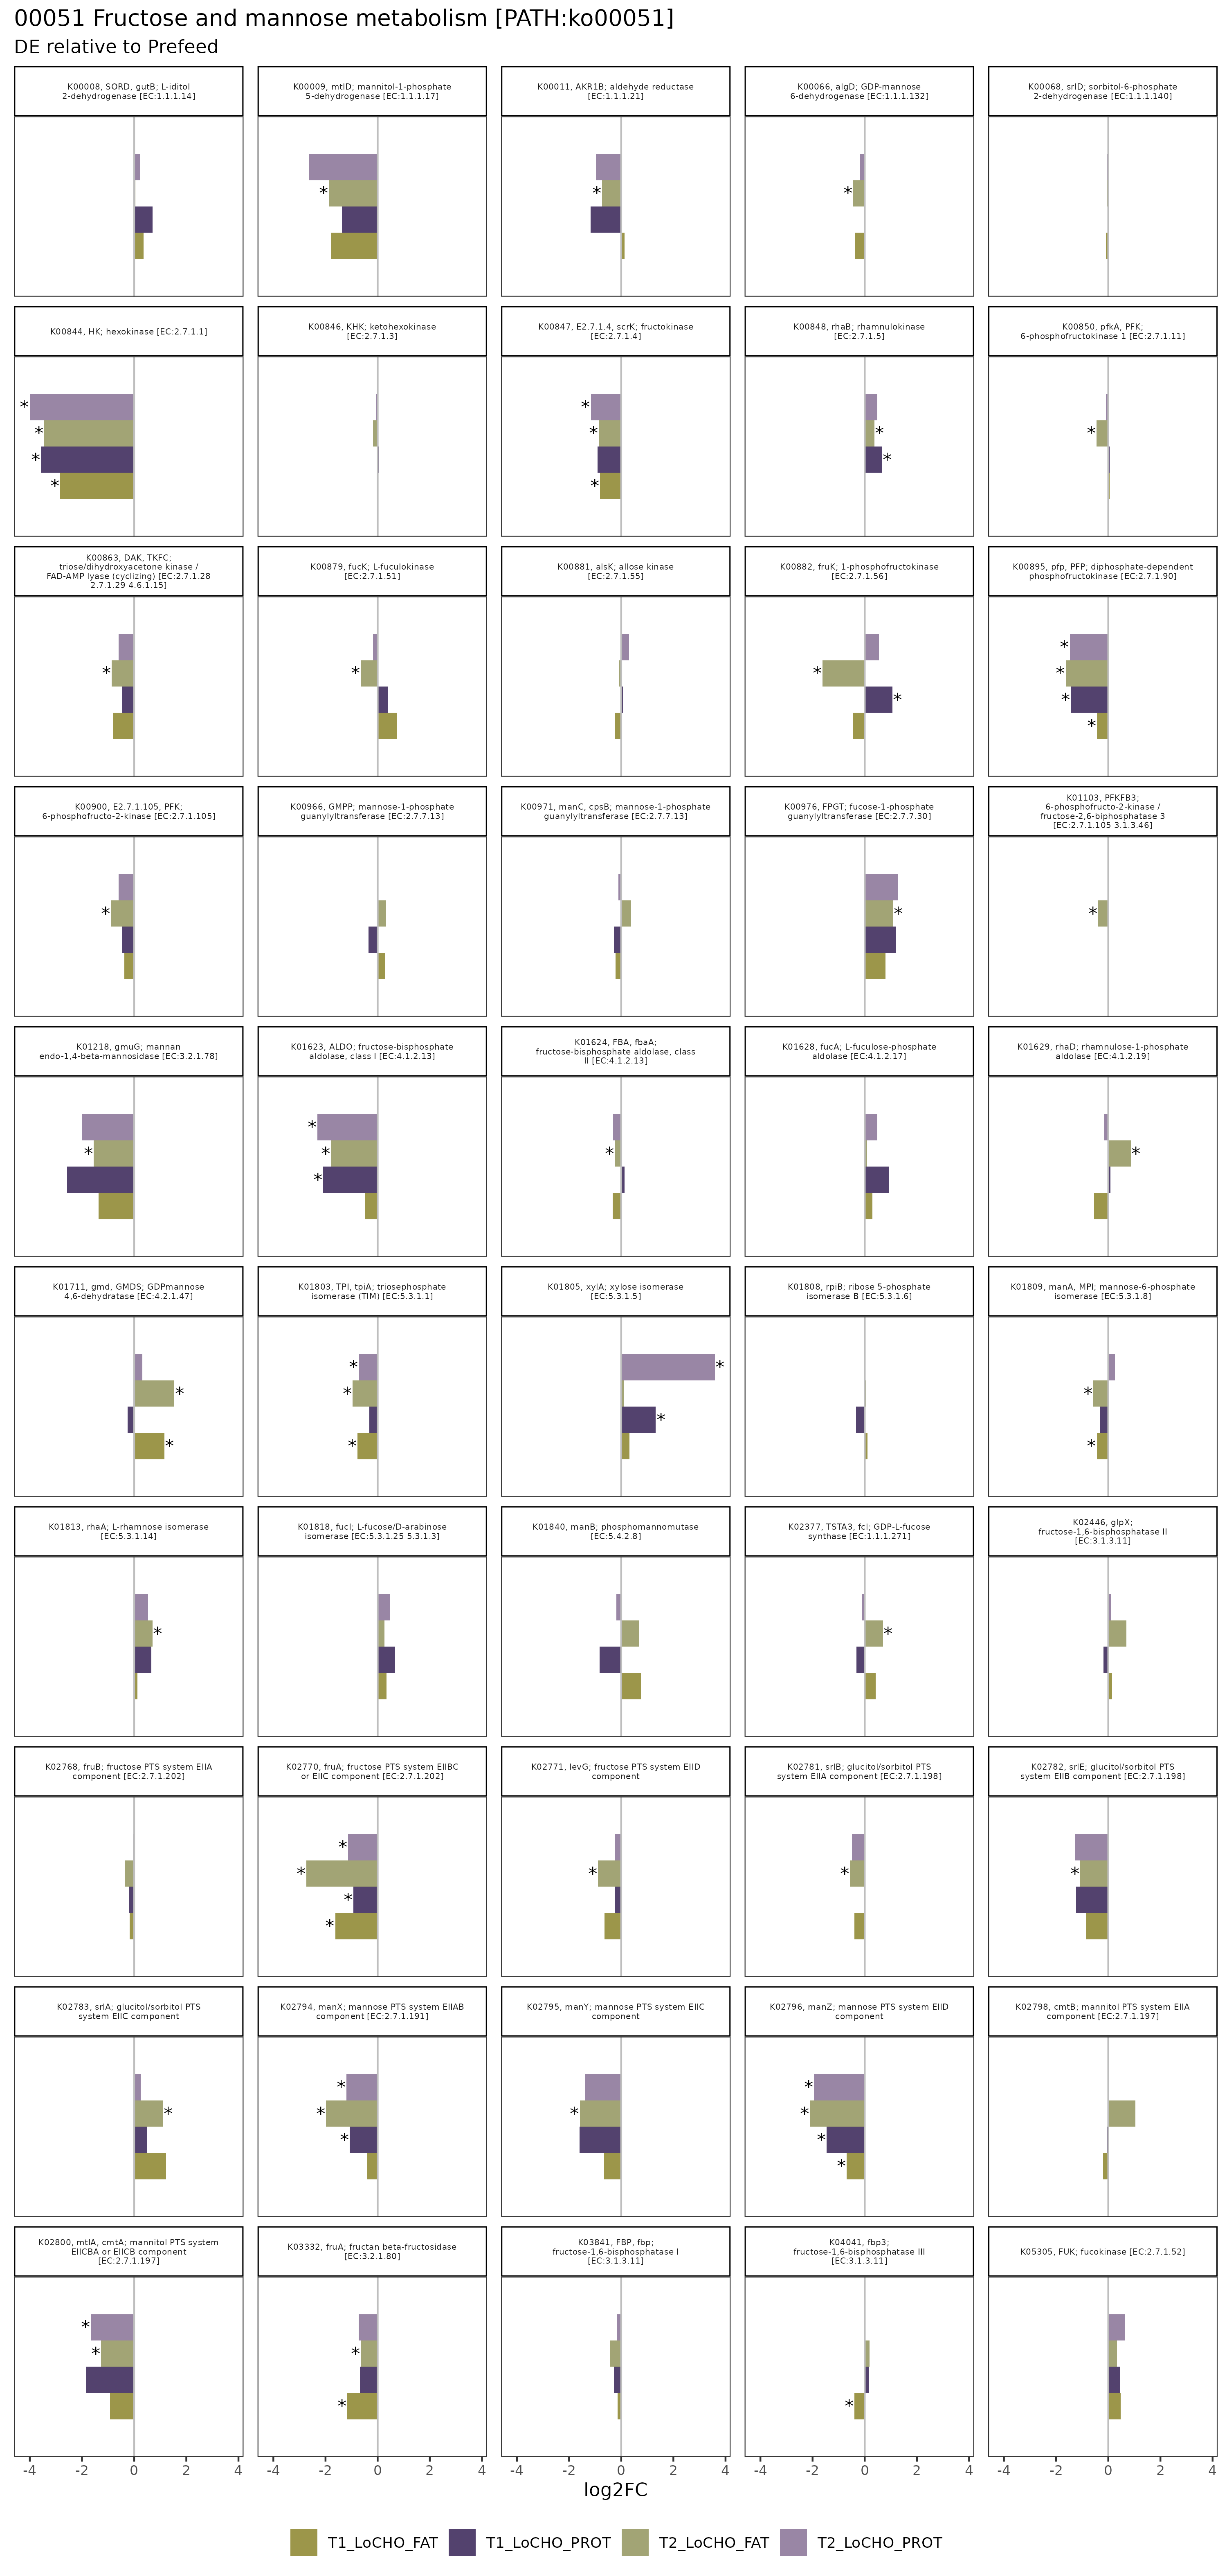 00051 Fructose and mannose metabolism [PATH:ko00051]
DE relative to Prefeed
K00008, SORD, gutB; L-iditol
2-dehydrogenase [EC:1.1.1.14]
K00009, mtlD; mannitol-1-phosphate
5-dehydrogenase [EC:1.1.1.17]
K00011, AKR1B; aldehyde reductase
[EC:1.1.1.21]
K00066, algD; GDP-mannose
6-dehydrogenase [EC:1.1.1.132]
K00068, srlD; sorbitol-6-phosphate
2-dehydrogenase [EC:1.1.1.140]
*
*
*
K00844, HK; hexokinase [EC:2.7.1.1]
K00846, KHK; ketohexokinase
[EC:2.7.1.3]
K00847, E2.7.1.4, scrK; fructokinase
[EC:2.7.1.4]
K00848, rhaB; rhamnulokinase
[EC:2.7.1.5]
K00850, pfkA, PFK;
6-phosphofructokinase 1 [EC:2.7.1.11]
*
*
*
*
*
*
*
*
*
*
K00863, DAK, TKFC;
triose/dihydroxyacetone kinase /
FAD-AMP lyase (cyclizing) [EC:2.7.1.28
2.7.1.29 4.6.1.15]
K00879, fucK; L-fuculokinase
[EC:2.7.1.51]
K00881, alsK; allose kinase
[EC:2.7.1.55]
K00882, fruK; 1-phosphofructokinase
[EC:2.7.1.56]
K00895, pfp, PFP; diphosphate-dependent
phosphofructokinase [EC:2.7.1.90]
*
*
*
*
*
*
*
*
K00900, E2.7.1.105, PFK;
6-phosphofructo-2-kinase [EC:2.7.1.105]
K00966, GMPP; mannose-1-phosphate
guanylyltransferase [EC:2.7.7.13]
K00971, manC, cpsB; mannose-1-phosphate
guanylyltransferase [EC:2.7.7.13]
K00976, FPGT; fucose-1-phosphate
guanylyltransferase [EC:2.7.7.30]
K01103, PFKFB3;
6-phosphofructo-2-kinase /
fructose-2,6-biphosphatase 3
[EC:2.7.1.105 3.1.3.46]
*
*
*
K01218, gmuG; mannan
endo-1,4-beta-mannosidase [EC:3.2.1.78]
K01623, ALDO; fructose-bisphosphate
aldolase, class I [EC:4.1.2.13]
K01624, FBA, fbaA;
fructose-bisphosphate aldolase, class
II [EC:4.1.2.13]
K01628, fucA; L-fuculose-phosphate
aldolase [EC:4.1.2.17]
K01629, rhaD; rhamnulose-1-phosphate
aldolase [EC:4.1.2.19]
*
*
*
*
*
*
K01711, gmd, GMDS; GDPmannose
4,6-dehydratase [EC:4.2.1.47]
K01803, TPI, tpiA; triosephosphate
isomerase (TIM) [EC:5.3.1.1]
K01805, xylA; xylose isomerase
[EC:5.3.1.5]
K01808, rpiB; ribose 5-phosphate
isomerase B [EC:5.3.1.6]
K01809, manA, MPI; mannose-6-phosphate
isomerase [EC:5.3.1.8]
*
*
*
*
*
*
*
*
*
K01813, rhaA; L-rhamnose isomerase
[EC:5.3.1.14]
K01818, fucI; L-fucose/D-arabinose
isomerase [EC:5.3.1.25 5.3.1.3]
K01840, manB; phosphomannomutase
[EC:5.4.2.8]
K02377, TSTA3, fcl; GDP-L-fucose
synthase [EC:1.1.1.271]
K02446, glpX;
fructose-1,6-bisphosphatase II
[EC:3.1.3.11]
*
*
K02768, fruB; fructose PTS system EIIA
component [EC:2.7.1.202]
K02770, fruA; fructose PTS system EIIBC
or EIIC component [EC:2.7.1.202]
K02771, levG; fructose PTS system EIID
component
K02781, srlB; glucitol/sorbitol PTS
system EIIA component [EC:2.7.1.198]
K02782, srlE; glucitol/sorbitol PTS
system EIIB component [EC:2.7.1.198]
*
*
*
*
*
*
*
K02783, srlA; glucitol/sorbitol PTS
system EIIC component
K02794, manX; mannose PTS system EIIAB
component [EC:2.7.1.191]
K02795, manY; mannose PTS system EIIC
component
K02796, manZ; mannose PTS system EIID
component
K02798, cmtB; mannitol PTS system EIIA
component [EC:2.7.1.197]
*
*
*
*
*
*
*
*
*
K02800, mtlA, cmtA; mannitol PTS system
EIICBA or EIICB component
[EC:2.7.1.197]
K03332, fruA; fructan beta-fructosidase
[EC:3.2.1.80]
K03841, FBP, fbp;
fructose-1,6-bisphosphatase I
[EC:3.1.3.11]
K04041, fbp3;
fructose-1,6-bisphosphatase III
[EC:3.1.3.11]
K05305, FUK; fucokinase [EC:2.7.1.52]
*
*
*
*
*
-4 -2 0 2 4
-4 -2 0 2 4
-4 -2 0 2 4
-4 -2 0 2 4
-4 -2 0 2 4
log2FC
T1_LoCHO_FAT T1_LoCHO_PROT T2_LoCHO_FAT T2_LoCHO_PROT